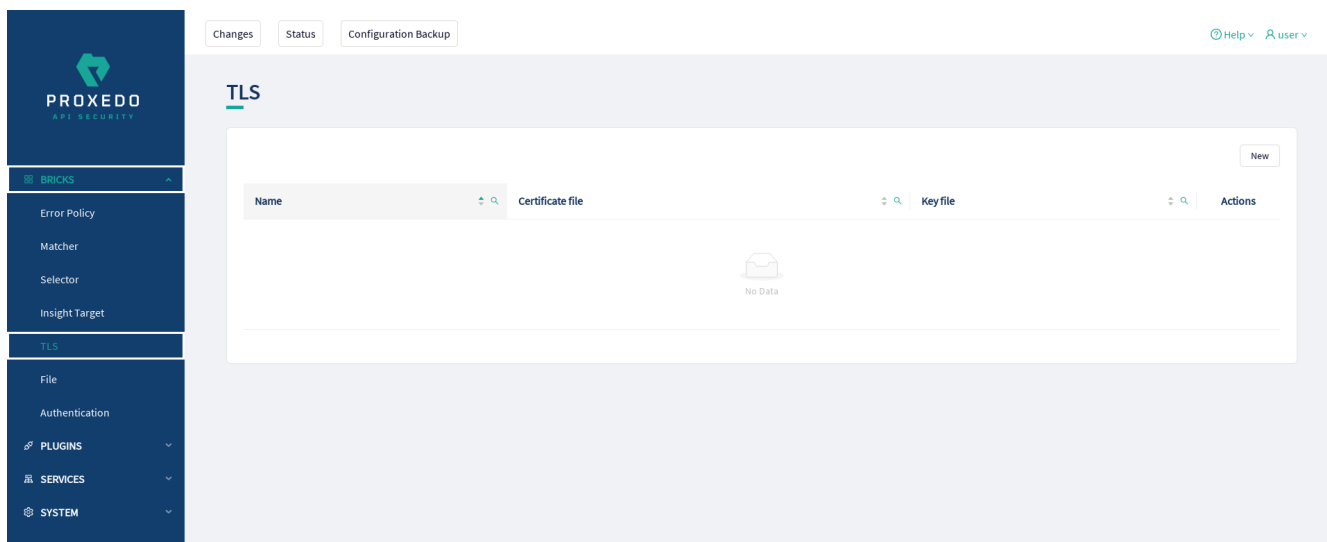 Changes Status Configuration Backup Help user
PROXEDO
API SECURITY
TLS
New
BRICKS
Error Policy
Matcher
Selector
Insight Target
TLS
File
Authentication
PLUGINS
SERVICES
SYSTEM
Name Certificate file Key file Actions
No Data